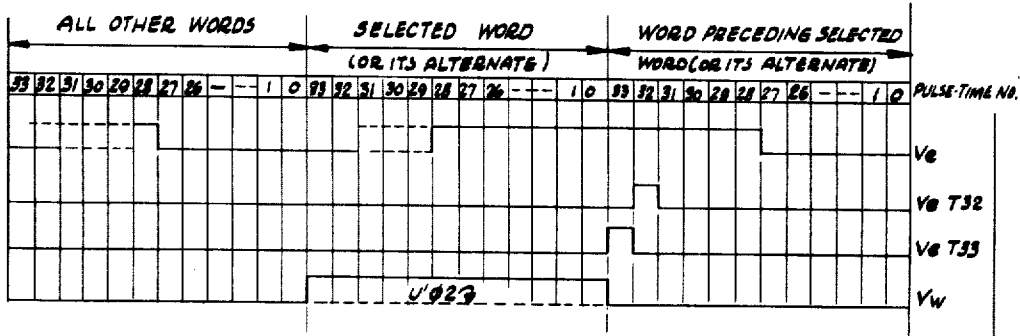 ALL OTHER WORDS
SELECTED WORD
(OR ITS ALTERNATE)
WORD PRECEDING SELECTED
WORD (OR ITS ALTERNATE)
33 32 31 30 29 28 27 26 - -- 1 0 33 32 31 30 29 28 27 26 --- 1 0 33 32 31 30 28 28 27 26 - -- 1 0 PULSE-TIME NO.
Ve
Ve T32
Ve T33
Vw